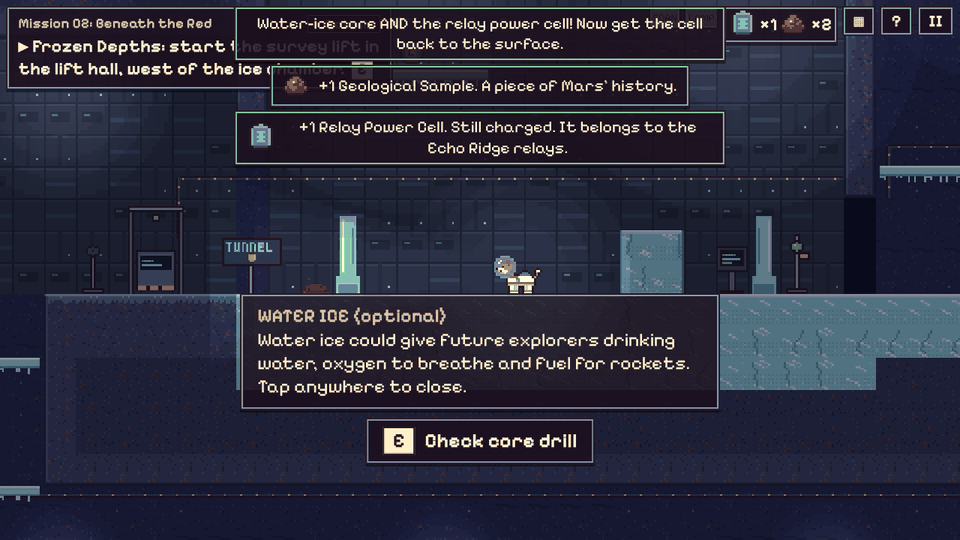 Mission 08: Beneath the Red
▶ Frozen Depths: start the survey lift in
the lift hall, west of the ice chamber. E
Water-ice core AND the relay power cell! Now get the cell
back to the surface.
+1 Geological Sample. A piece of Mars' history.
+1 Relay Power Cell. Still charged. It belongs to the
Echo Ridge relays.
×1 ×8 ? II
TUNNEL
WATER ICE (optional)
Water ice could give future explorers drinking
water, oxygen to breathe and fuel for rockets.
Tap anywhere to close.
E Check core drill